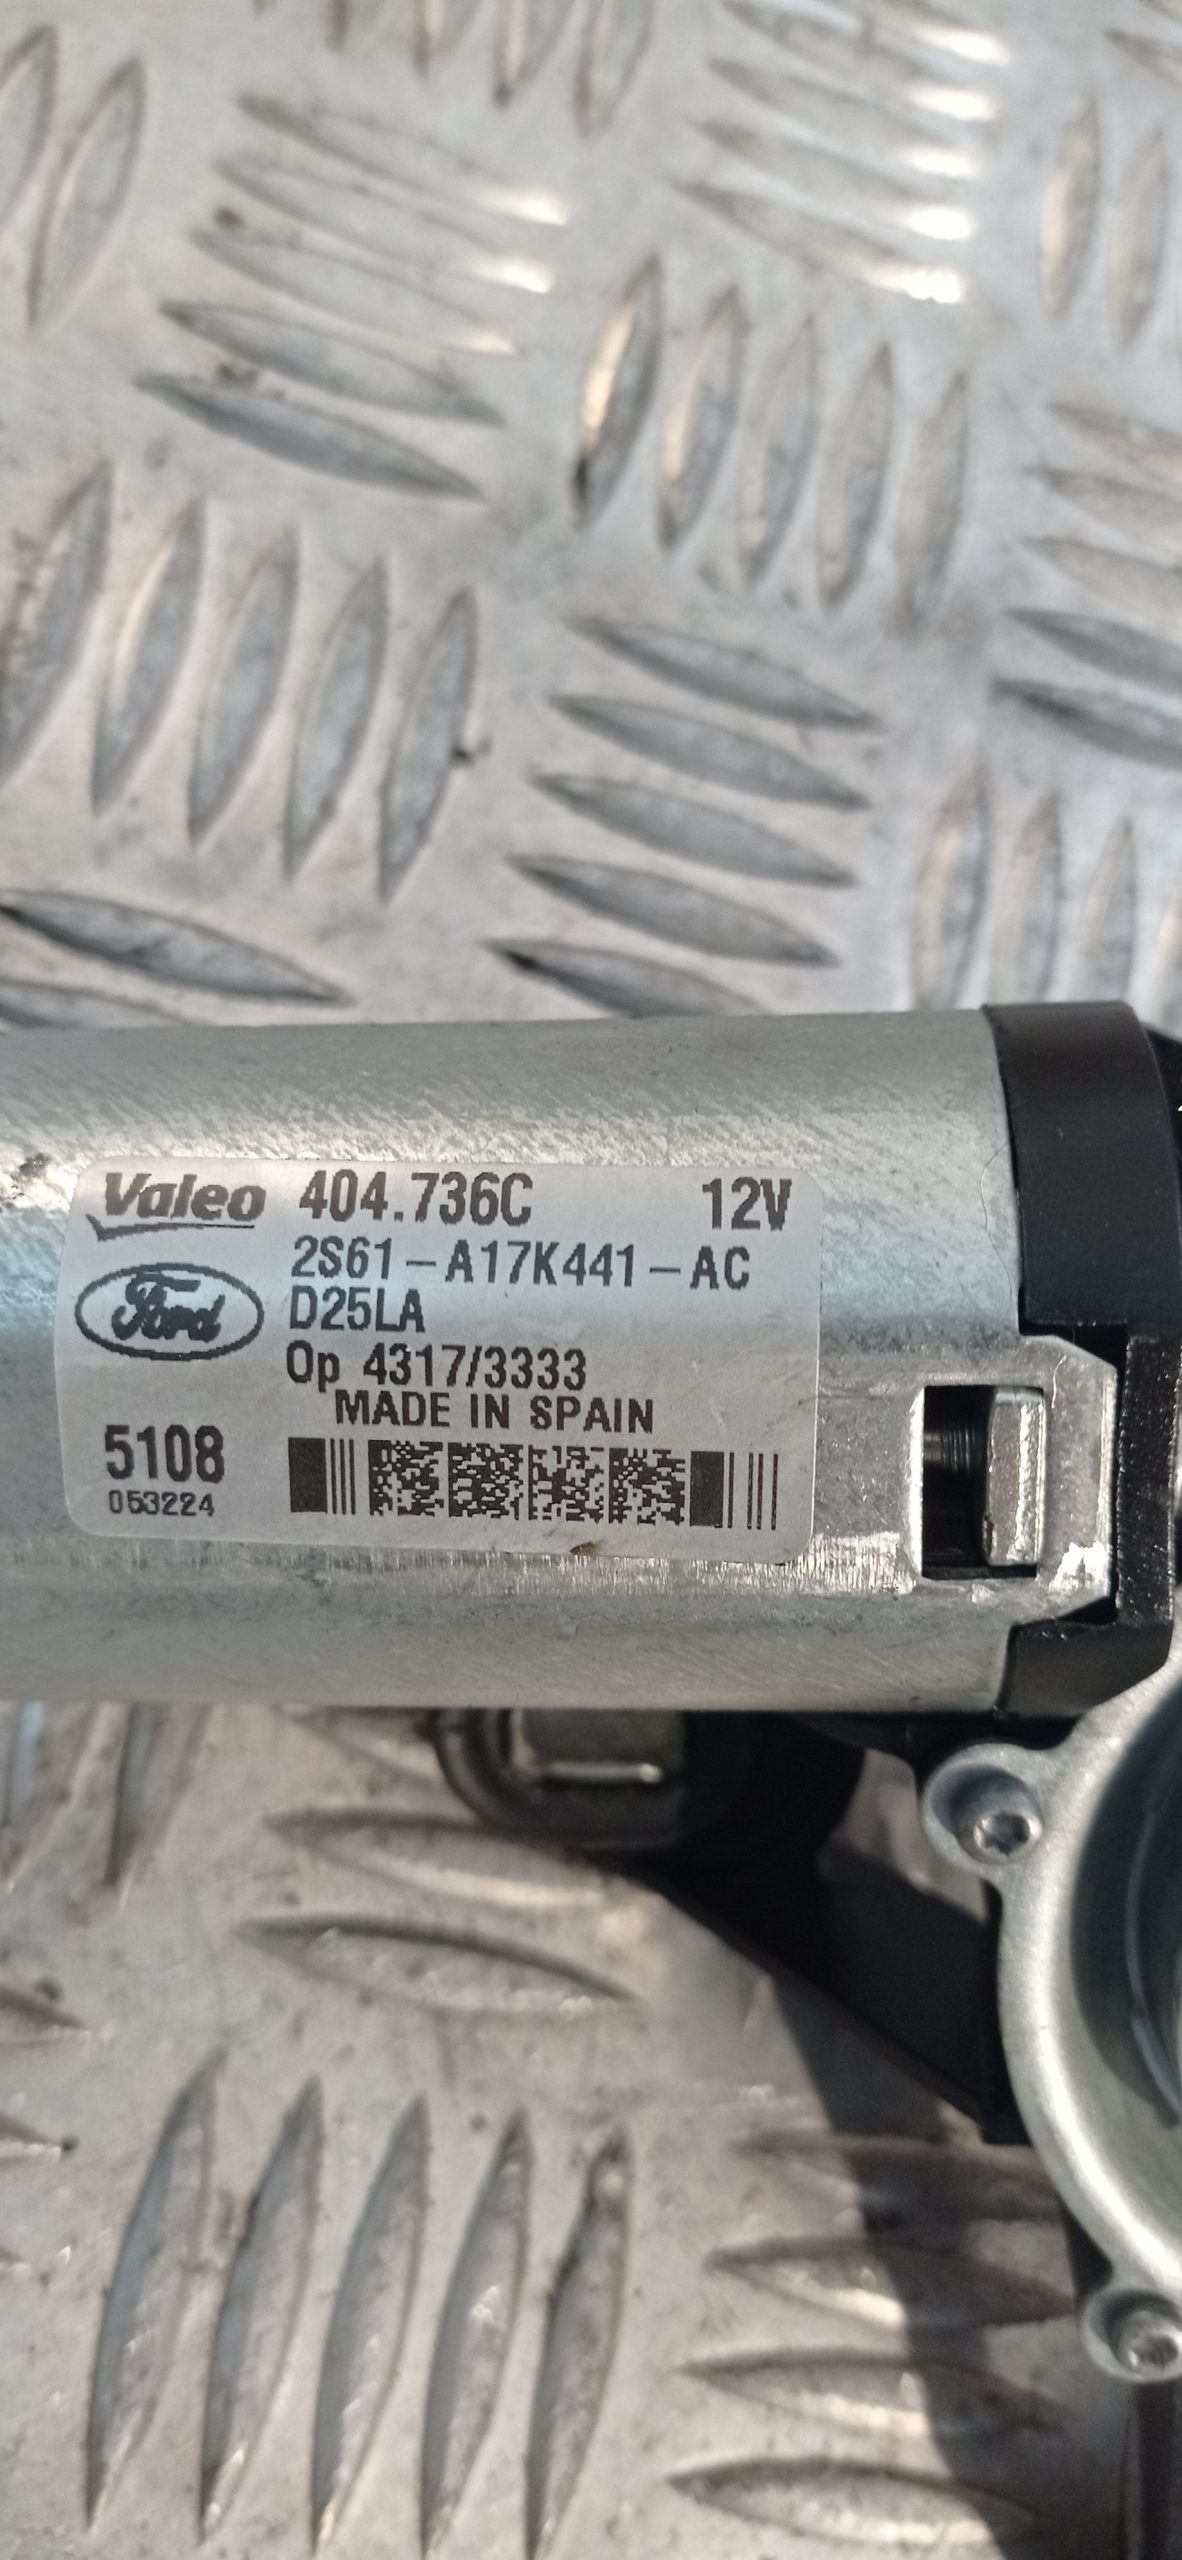 Valeo 404.736C 12V
2S61-A17K441-AC
Ford D25LA
Op 4317/3333
MADE IN SPAIN
5108
053224